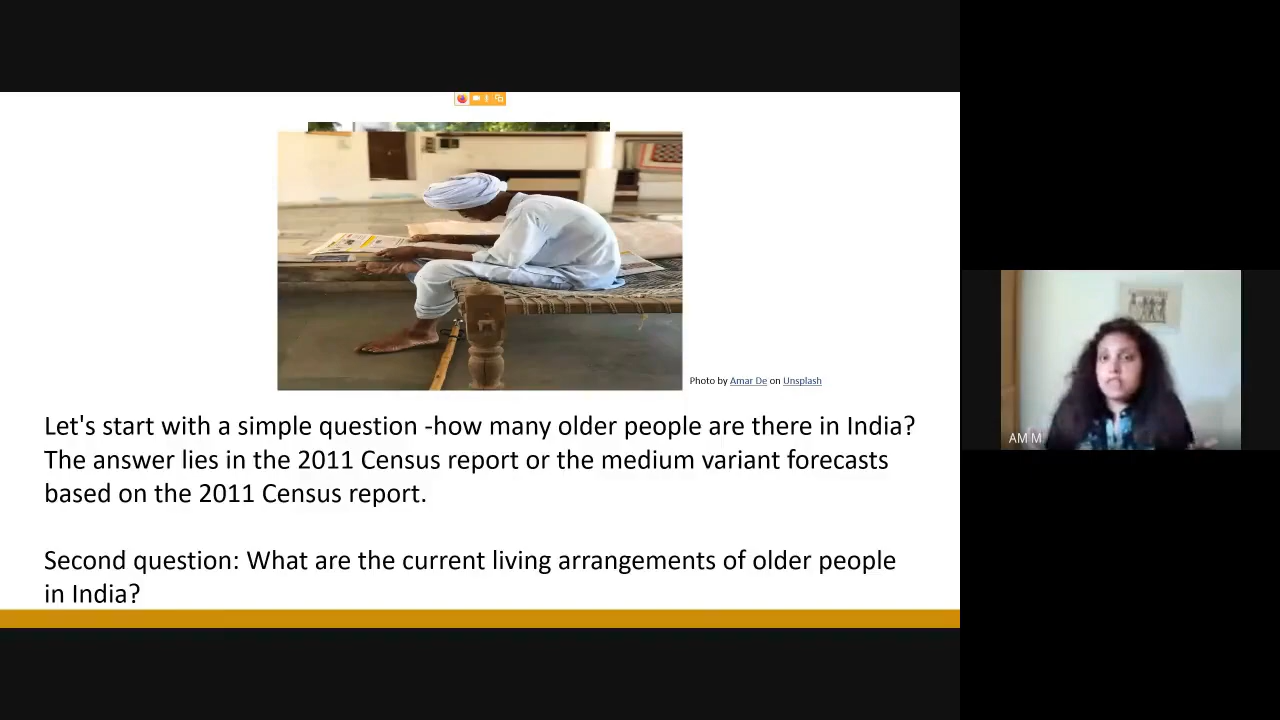 Photo by Amar De on Unsplash
Let's start with a simple question -how many older people are there in India?
The answer lies in the 2011 Census report or the medium variant forecasts
based on the 2011 Census report.
Second question: What are the current living arrangements of older people
in India?
AM M